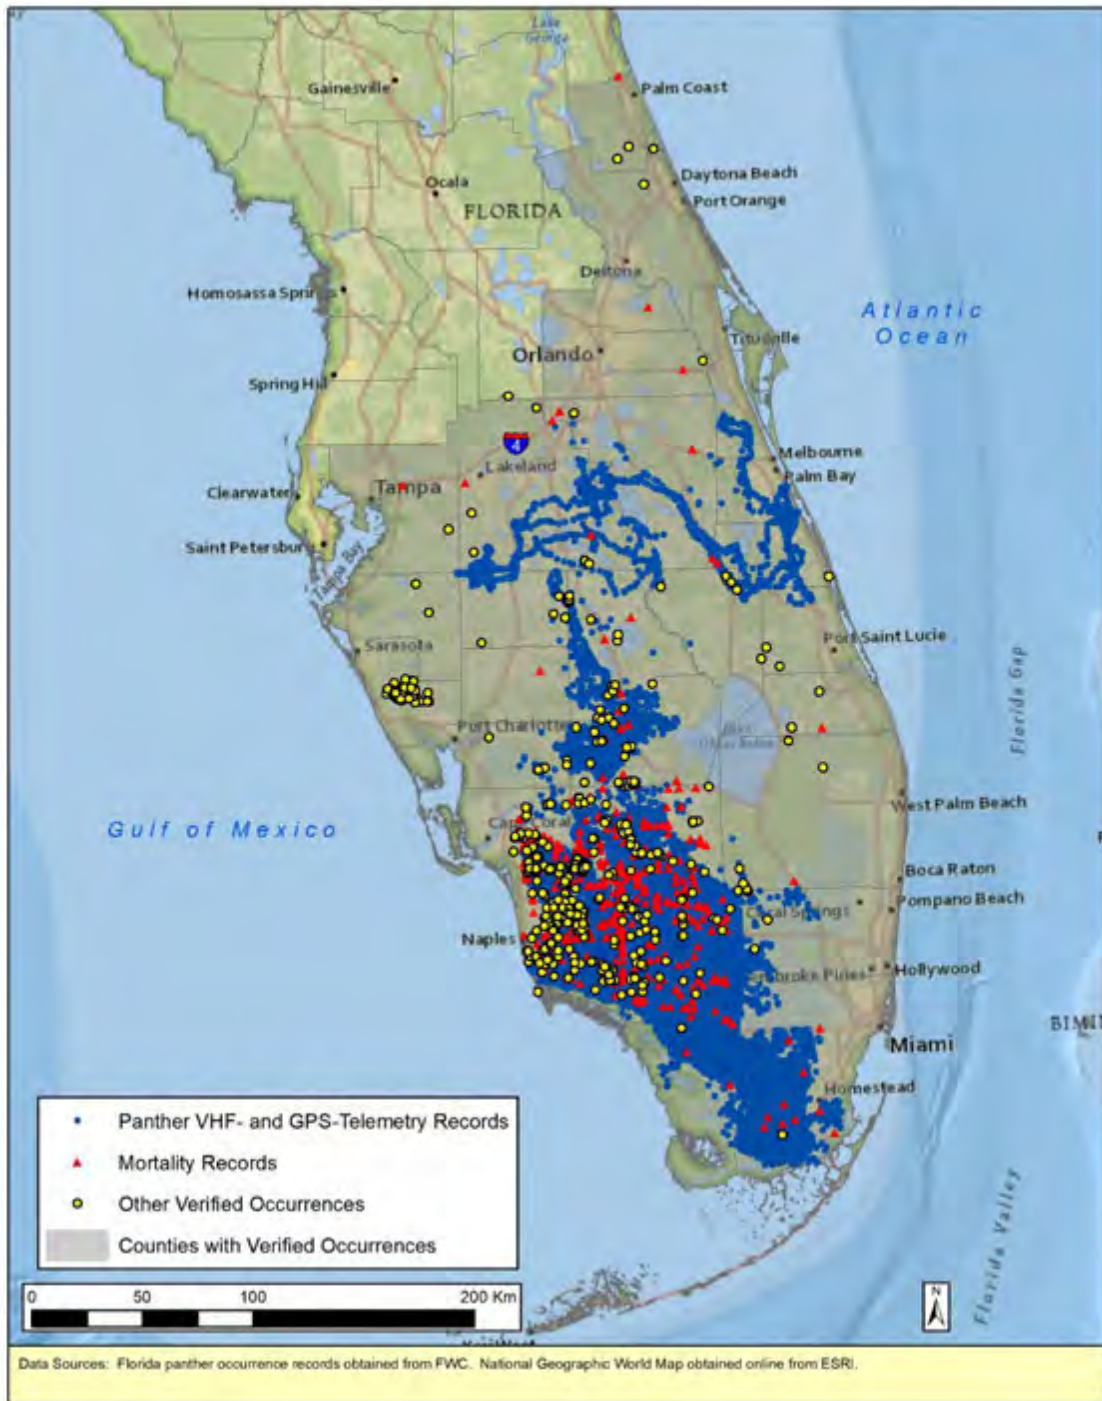 Lake
George
Gainesville
Palm Coast
Daytona Beach
Ocala
Port Orange
FLORIDA
Deltona
Homosassa Springs
Atlantic
Ocean
Titusville
Orlando
Spring Hill
4
Melbourne
Lakeland
Palm Bay
Clearwater
Tampa
Saint Petersburg
Tampa Bay
Port Saint Lucie
Sarasota
Florida Gap
Port Charlotte
West Palm Beach
Gulf of Mexico
Cape Coral
Boca Raton
Coral Springs
Pompano Beach
Naples
Hollywood
Miami
Homestead
Panther VHF- and GPS-Telemetry Records
Mortality Records
Other Verified Occurrences
Counties with Verified Occurrences
Florida Valley
0 50 100 200 Km
N
Data Sources: Florida panther occurrence records obtained from FWC. National Geographic World Map obtained online from ESRI.